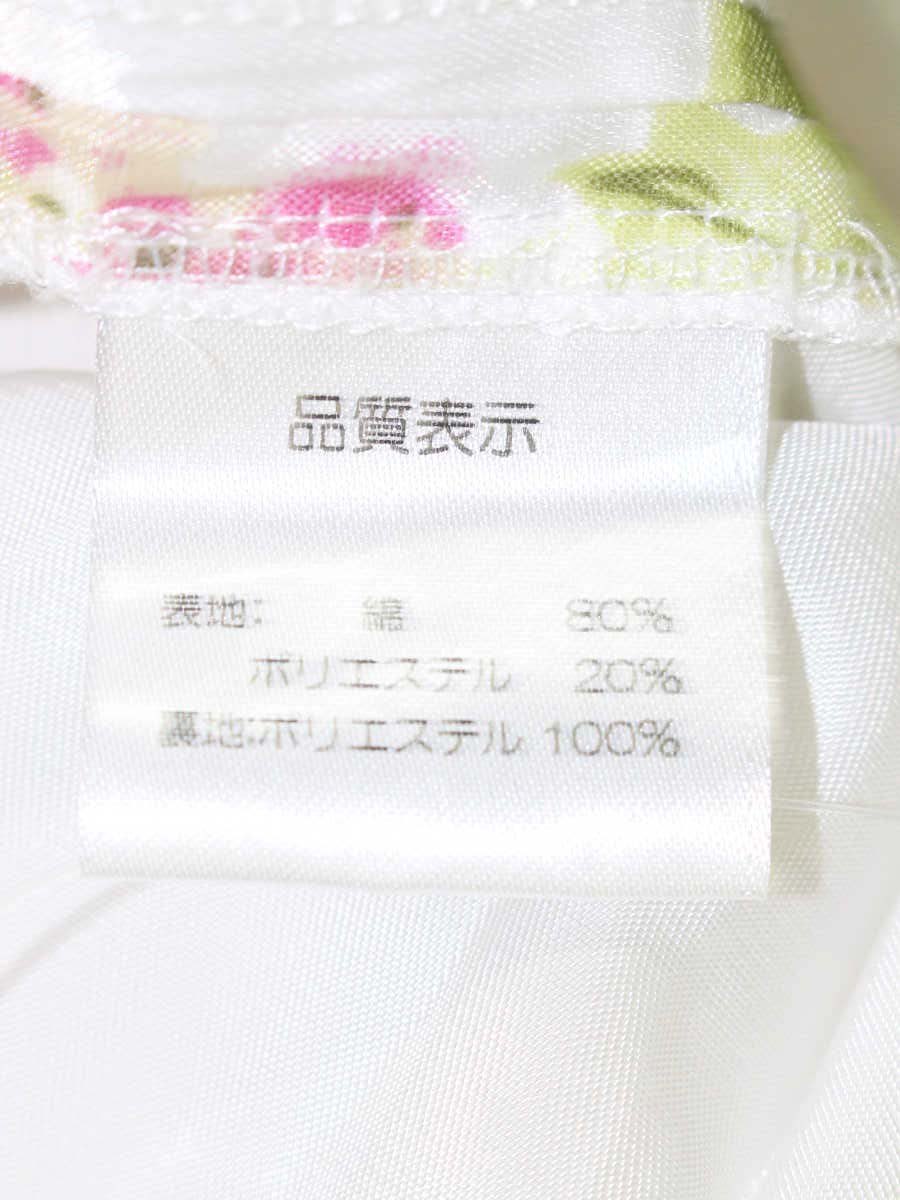 品質表示
表地: 綿 80%
ポリエステル 20%
裏地:ポリエステル 100%